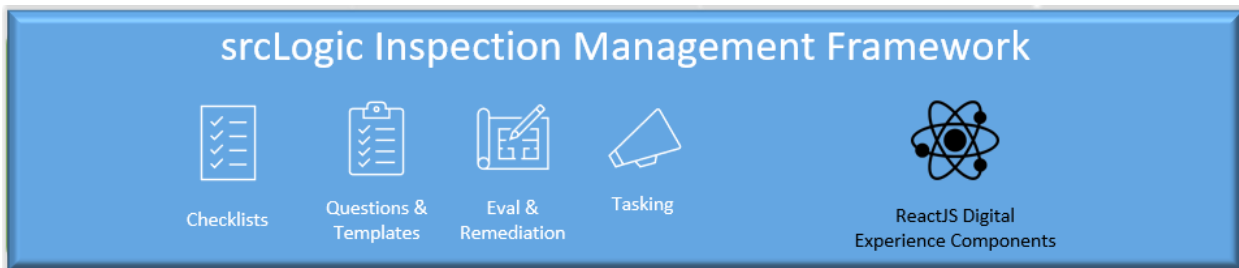 srcLogic Inspection Management Framework
Checklists
Questions &
Templates
Eval &
Remediation
Tasking
ReactJS Digital
Experience Components